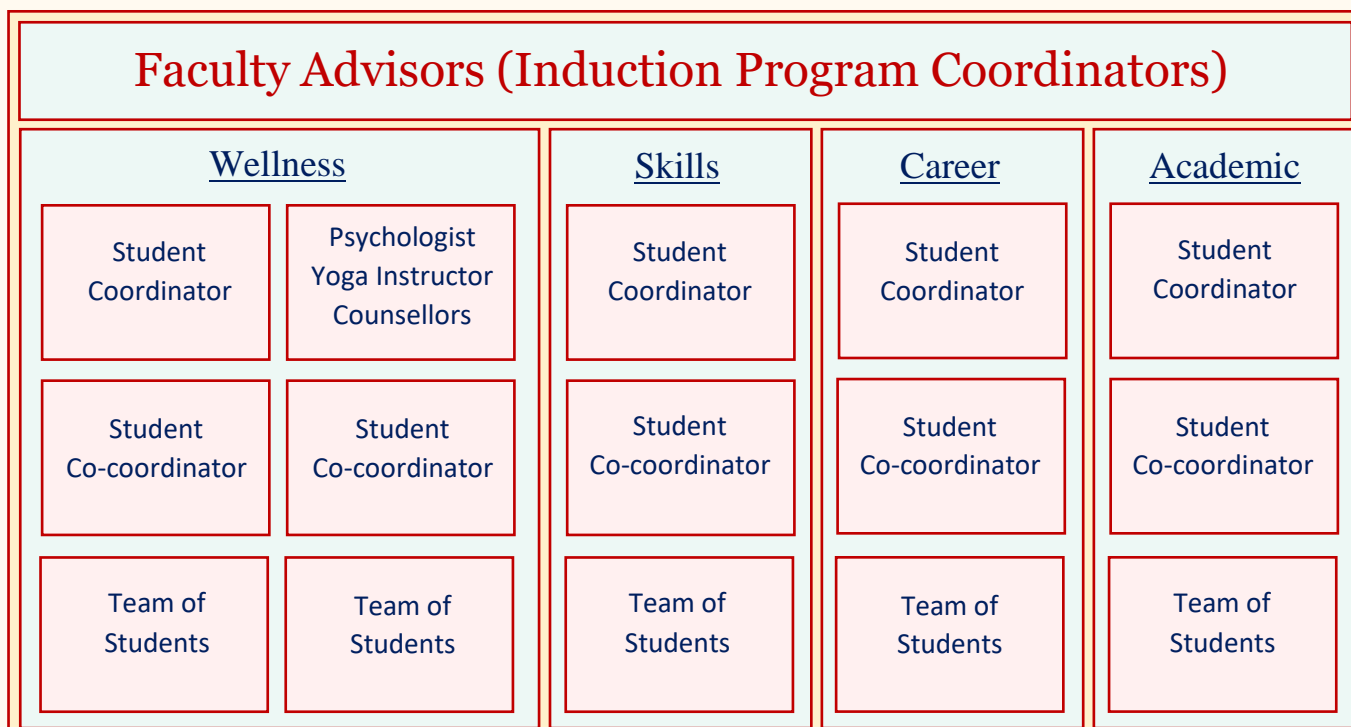 Faculty Advisors (Induction Program Coordinators)
Wellness
Student
Coordinator
Psychologist
Yoga Instructor
Counsellors
Student
Co-coordinator
Student
Co-coordinator
Team of
Students
Team of
Students
Skills
Student
Coordinator
Student
Co-coordinator
Team of
Students
Career
Student
Coordinator
Student
Co-coordinator
Team of
Students
Academic
Student
Coordinator
Student
Co-coordinator
Team of
Students